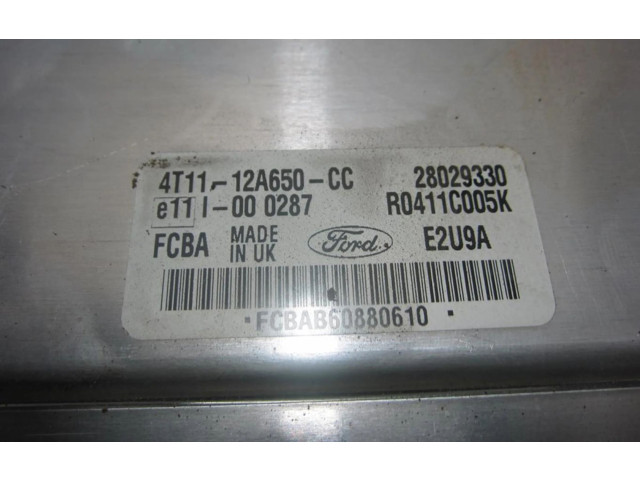 4T11-12A650-CC 28029330
e11 I-00 0287 R0411C005K
FCBA MADE IN UK Ford E2U9A
FCBAB60880610